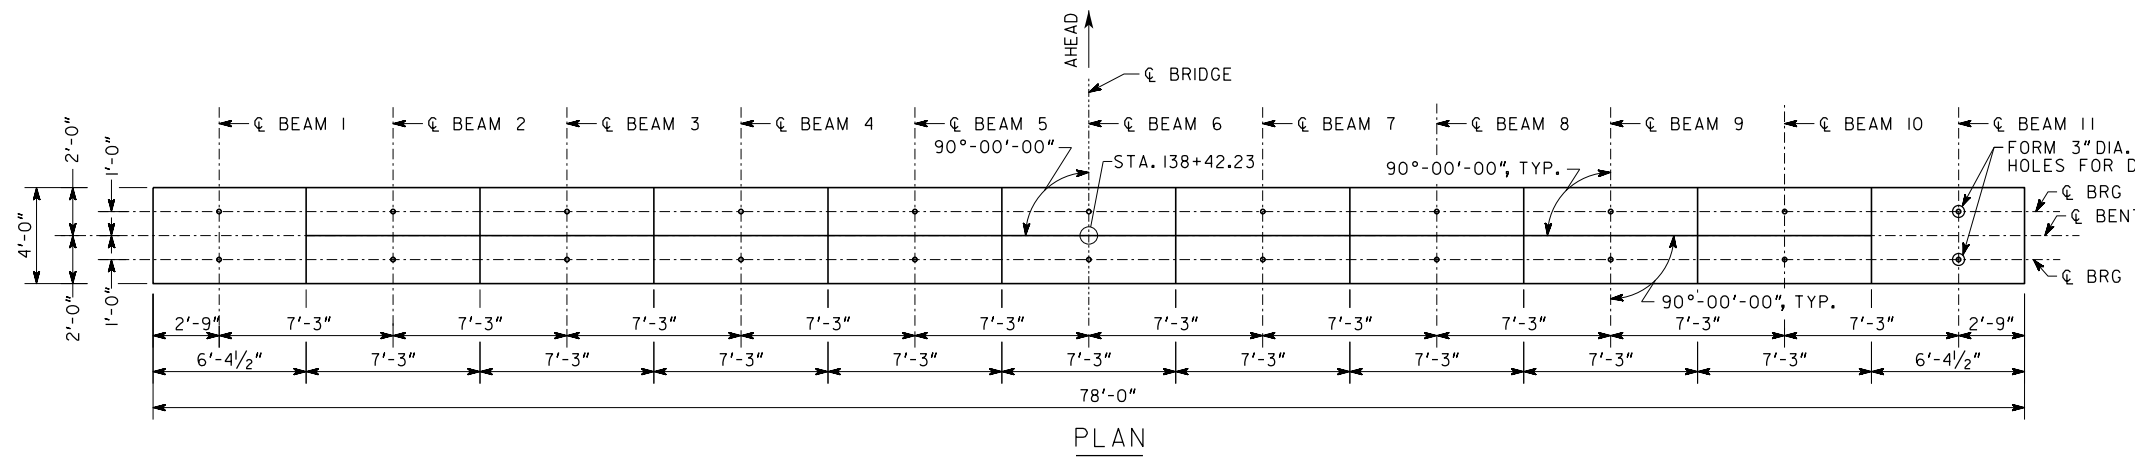 AHEAD
℄ BRIDGE
℄ BEAM 1
℄ BEAM 2
℄ BEAM 3
℄ BEAM 4
℄ BEAM 5
℄ BEAM 6
℄ BEAM 7
℄ BEAM 8
℄ BEAM 9
℄ BEAM 10
℄ BEAM 11
90°-00'-00"
STA. 138+42.23
90°-00'-00", TYP.
FORM 3" DIA.
HOLES FOR D
℄ BRG
℄ BENT
℄ BRG
4'-0"
2'-0"
1'-0"
2'-0"
1'-0"
90°-00'-00", TYP.
2'-9"
7'-3"
7'-3"
7'-3"
7'-3"
7'-3"
7'-3"
7'-3"
7'-3"
7'-3"
7'-3"
2'-9"
6'-4½"
7'-3"
7'-3"
7'-3"
7'-3"
7'-3"
7'-3"
7'-3"
7'-3"
7'-3"
6'-4½"
78'-0"
PLAN